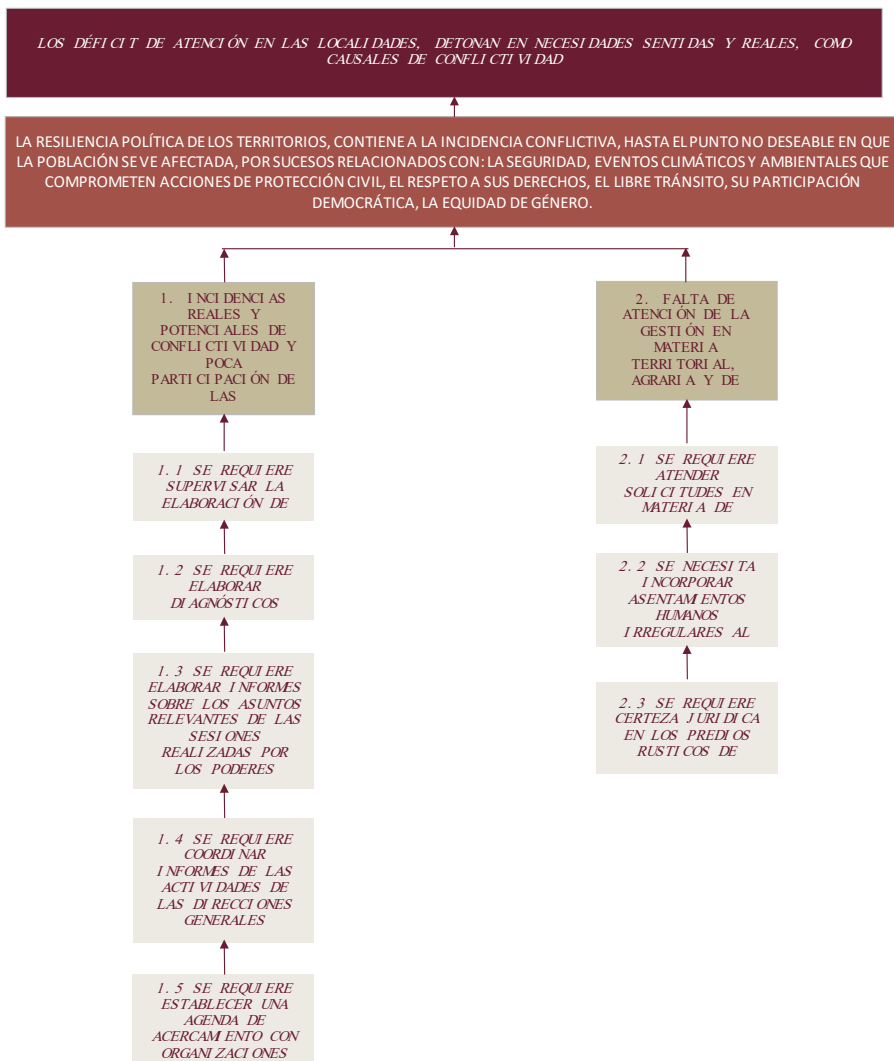 LOS DÉFICIT DE ATENCIÓN EN LAS LOCALIDADES, DETONAN EN NECESIDADES SENTIDAS Y REALES, COMO
CAUSALES DE CONFLICTIVIDAD
LA RESILIENCIA POLÍTICA DE LOS TERRITORIOS, CONTIENE A LA INCIDENCIA CONFLICTIVA, HASTA EL PUNTO NO DESEABLE EN QUE
LA POBLACIÓN SE VE AFECTADA, POR SUCESOS RELACIONADOS CON: LA SEGURIDAD, EVENTOS CLIMÁTICOS Y AMBIENTALES QUE
COMPROMETEN ACCIONES DE PROTECCIÓN CIVIL, EL RESPETO A SUS DERECHOS, EL LIBRE TRÁNSITO, SU PARTICIPACIÓN
DEMOCRÁTICA, LA EQUIDAD DE GÉNERO.
1. INCIDENCIAS
REALES Y
POTENCIALES DE
CONFLICTIVIDAD Y
POCA
PARTICIPACIÓN DE
LAS
1.1 SE REQUIERE
SUPERVISAR LA
ELABORACIÓN DE
1.2 SE REQUIERE
ELABORAR
DIAGNÓSTICOS
1.3 SE REQUIERE
ELABORAR INFORMES
SOBRE LOS ASUNTOS
RELEVANTES DE LAS
SESIONES
REALIZADAS POR
LOS PODERES
1.4 SE REQUIERE
COORDINAR
INFORMES DE LAS
ACTIVIDADES DE
LAS DIRECCIONES
GENERALES
1.5 SE REQUIERE
ESTABLECER UNA
AGENDA DE
ACERCAMIENTO CON
ORGANIZACIONES
2. FALTA DE
ATENCIÓN DE LA
GESTIÓN EN
MATERIA
TERRITORIAL,
AGRARIA Y DE
2.1 SE REQUIERE
ATENDER
SOLICITUDES EN
MATERIA DE
2.2 SE NECESITA
INCORPORAR
ASENTAMIENTOS
HUMANOS
IRREGULARES AL
2.3 SE REQUIERE
CERTEZA JURIDICA
EN LOS PREDIOS
RUSTICOS DE